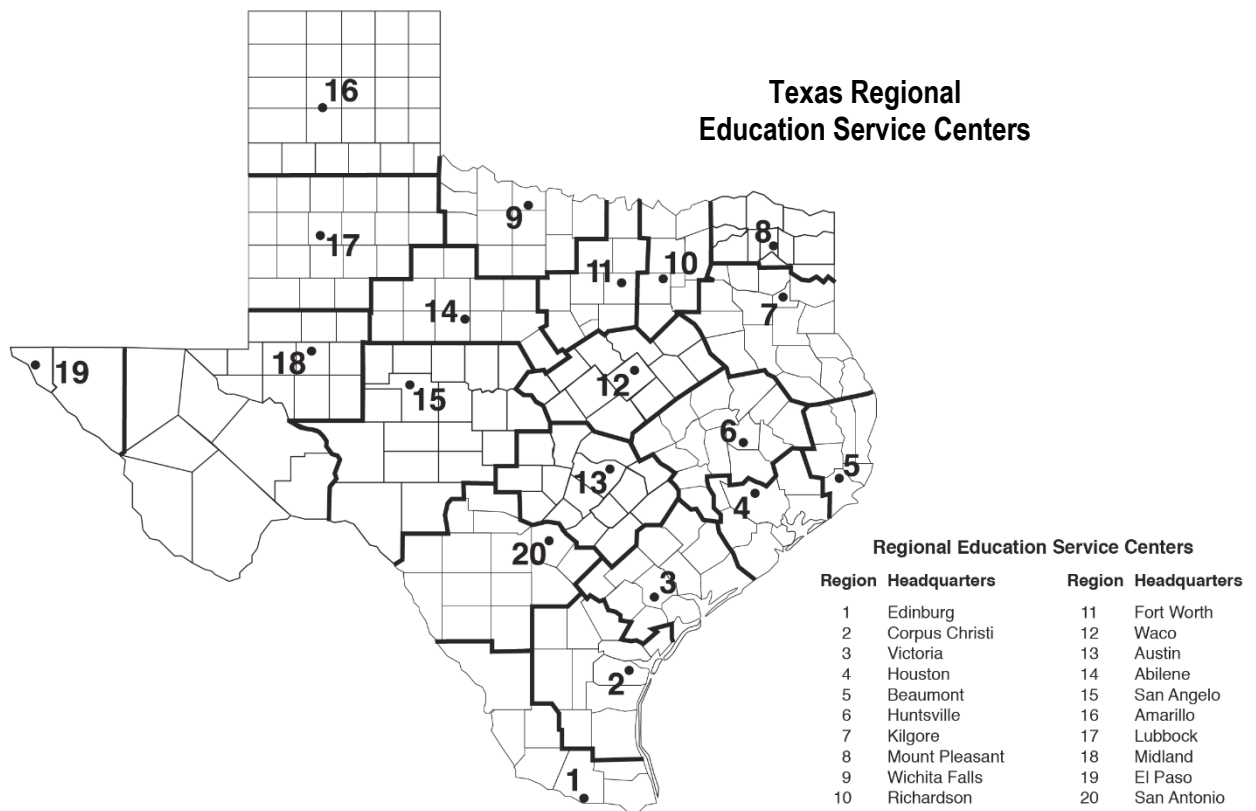 Texas Regional
Education Service Centers
16
9
8
17
11
10
7
14
18
19
15
12
6
5
13
4
20
3
2
1
Regional Education Service Centers
Region Headquarters Region Headquarters
1 Edinburg 11 Fort Worth
2 Corpus Christi 12 Waco
3 Victoria 13 Austin
4 Houston 14 Abilene
5 Beaumont 15 San Angelo
6 Huntsville 16 Amarillo
7 Kilgore 17 Lubbock
8 Mount Pleasant 18 Midland
9 Wichita Falls 19 El Paso
10 Richardson 20 San Antonio